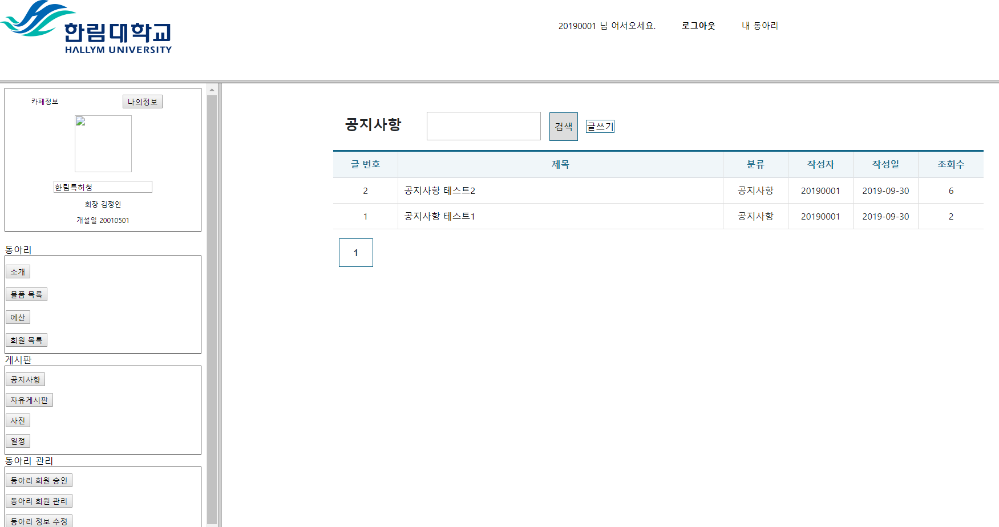 한림대학교
HALLYM UNIVERSITY
20190001 님 어서오세요. 로그아웃 내 동아리
카페정보 나의정보
한림특허청
회장 김정인
개설일 20010501
동아리
소개
물품 목록
예산
회원 목록
게시판
공지사항
자유게시판
사진
일정
동아리 관리
동아리 회원 승인
동아리 회원 관리
동아리 정보 수정
공지사항 검색 글쓰기
글 번호 제목 분류 작성자 작성일 조회수
2 공지사항 테스트2 공지사항 20190001 2019-09-30 6
1 공지사항 테스트1 공지사항 20190001 2019-09-30 2
1